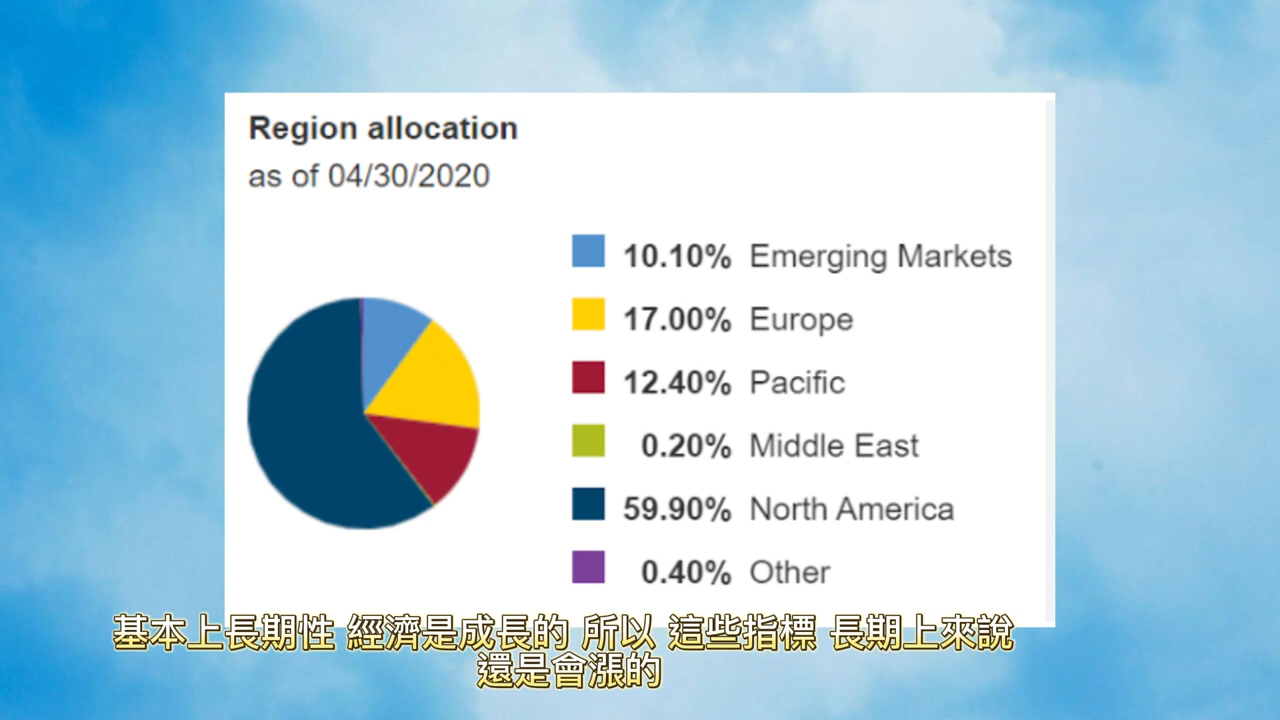 Region allocation
as of 04/30/2020
10.10% Emerging Markets
17.00% Europe
12.40% Pacific
0.20% Middle East
59.90% North America
0.40% Other
基本上長期性 經濟是成長的 所以 這些指標 長期上來說
還是會漲的